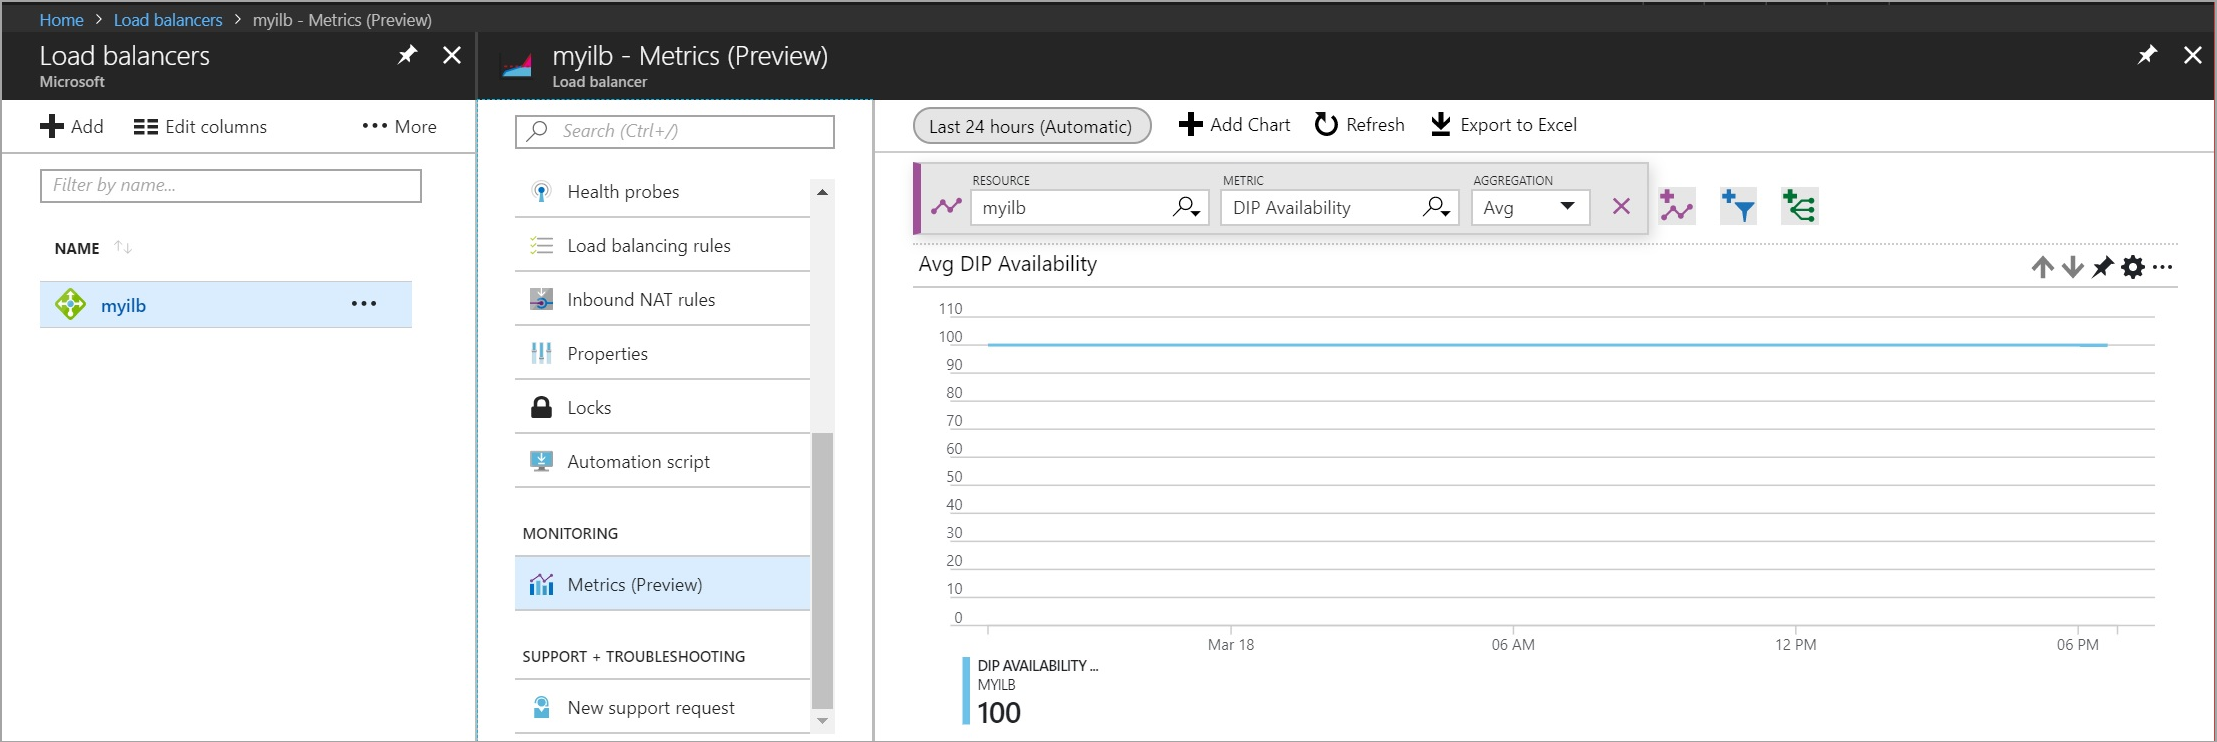 Home > Load balancers > myilb - Metrics (Preview)
Load balancers
Microsoft
Add
Edit columns
More
Filter by name...
NAME
myilb
myilb - Metrics (Preview)
Load balancer
Search (Ctrl+/)
Health probes
Load balancing rules
Inbound NAT rules
Properties
Locks
Automation script
MONITORING
Metrics (Preview)
SUPPORT + TROUBLESHOOTING
New support request
Last 24 hours (Automatic)
Add Chart
Refresh
Export to Excel
RESOURCE
METRIC
AGGREGATION
myilb
DIP Availability
Avg
Avg DIP Availability
110
100
90
80
70
60
50
40
30
20
10
0
Mar 18
06 AM
12 PM
06 PM
DIP AVAILABILITY ...
MYILB
100